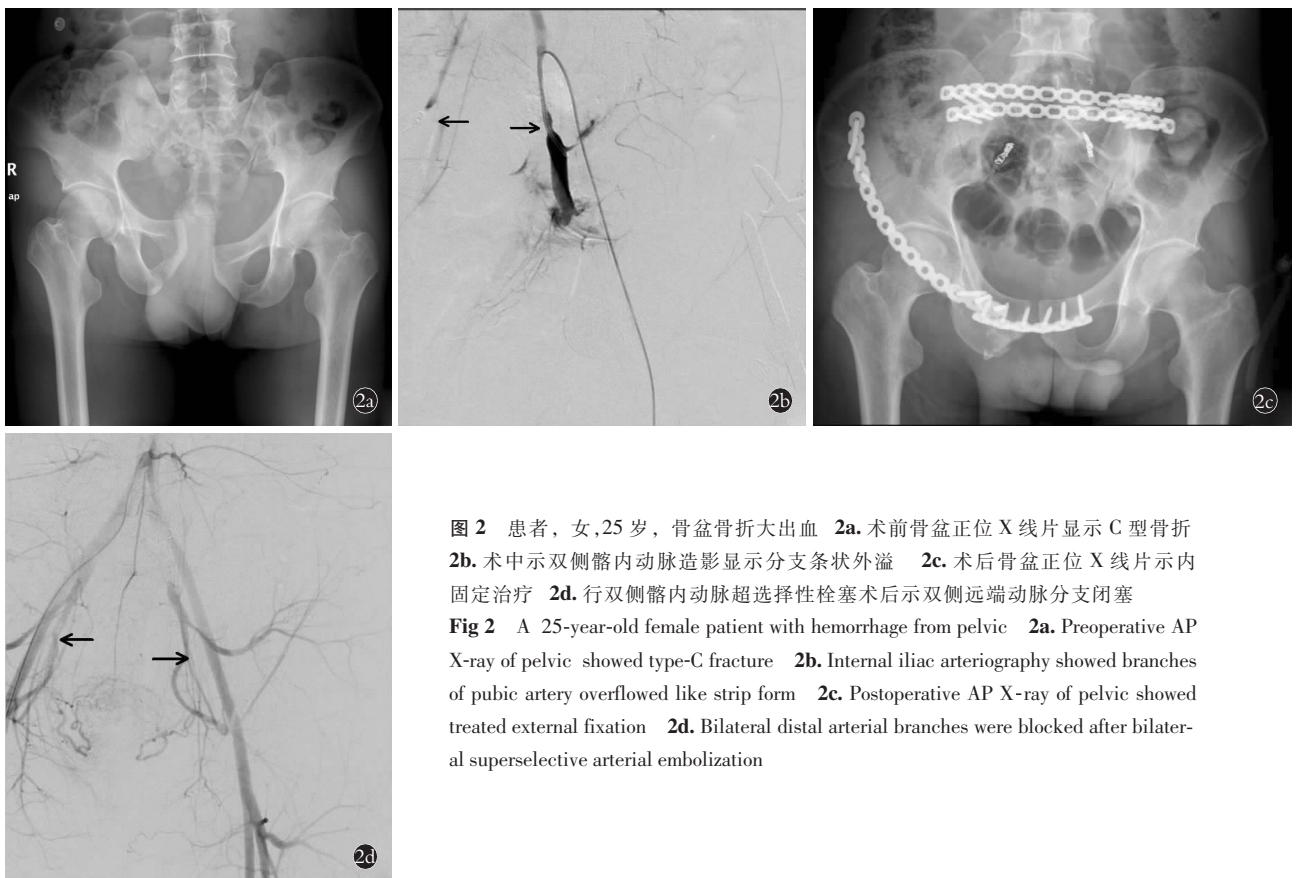 R
ap
2a
2b
2c
2d
图 2 患者，女，25 岁，骨盆骨折大出血 2a. 术前骨盆正位 X 线片显示 C 型骨折
2b. 术中示双侧髂内动脉造影显示分支条状外溢 2c. 术后骨盆正位 X 线片示内
固定治疗 2d. 行双侧髂内动脉超选择性栓塞术后示双侧远端动脉分支闭塞
Fig 2 A 25-year-old female patient with hemorrhage from pelvic 2a. Preoperative AP
X-ray of pelvic showed type-C fracture 2b. Internal iliac arteriography showed branches
of pubic artery overflowed like strip form 2c. Postoperative AP X-ray of pelvic showed
treated external fixation 2d. Bilateral distal arterial branches were blocked after bilater-
al superselective arterial embolization